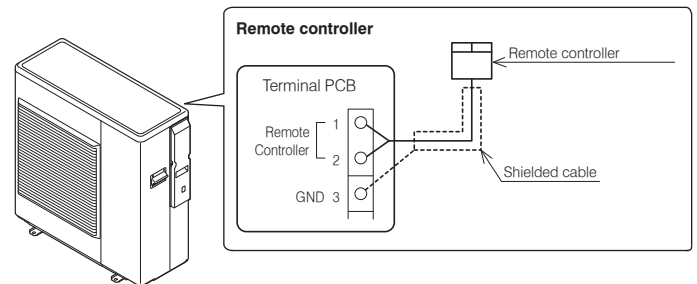 Remote controller
Remote controller
Terminal PCB
Remote
Controller
1
2
GND 3
Shielded cable